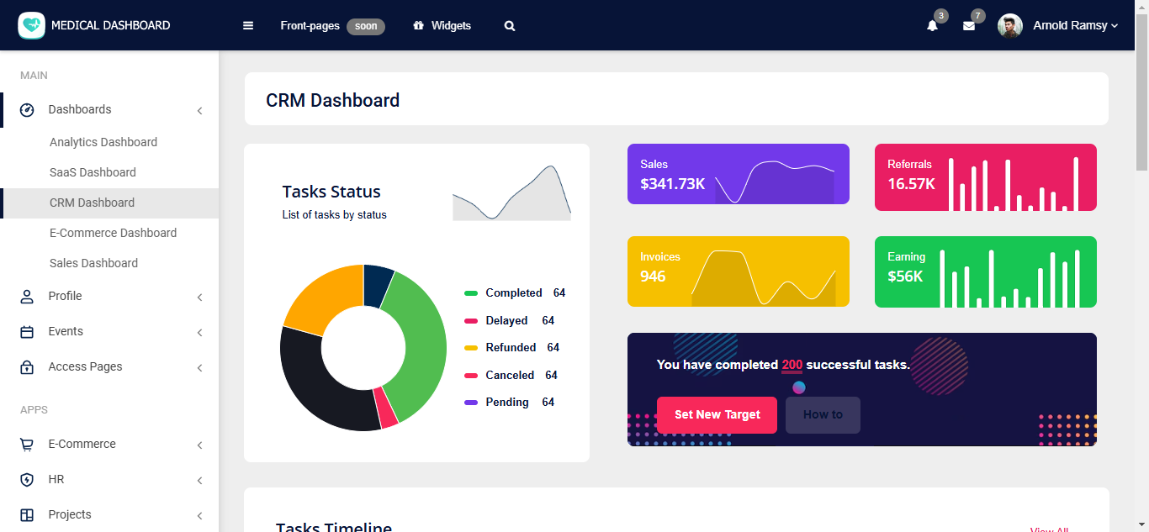 MEDICAL DASHBOARD
Front-pages soon
Widgets
3
7
Arnold Ramsy
MAIN
Dashboards
Analytics Dashboard
SaaS Dashboard
CRM Dashboard
E-Commerce Dashboard
Sales Dashboard
Profile
Events
Access Pages
APPS
E-Commerce
HR
Projects
CRM Dashboard
Tasks Status
List of tasks by status
Completed 64
Delayed 64
Refunded 64
Canceled 64
Pending 64
Sales
$341.73K
Referrals
16.57K
Invoices
946
Earning
$56K
You have completed 200 successful tasks.
Set New Target
How to
Tasks Timeline
View All